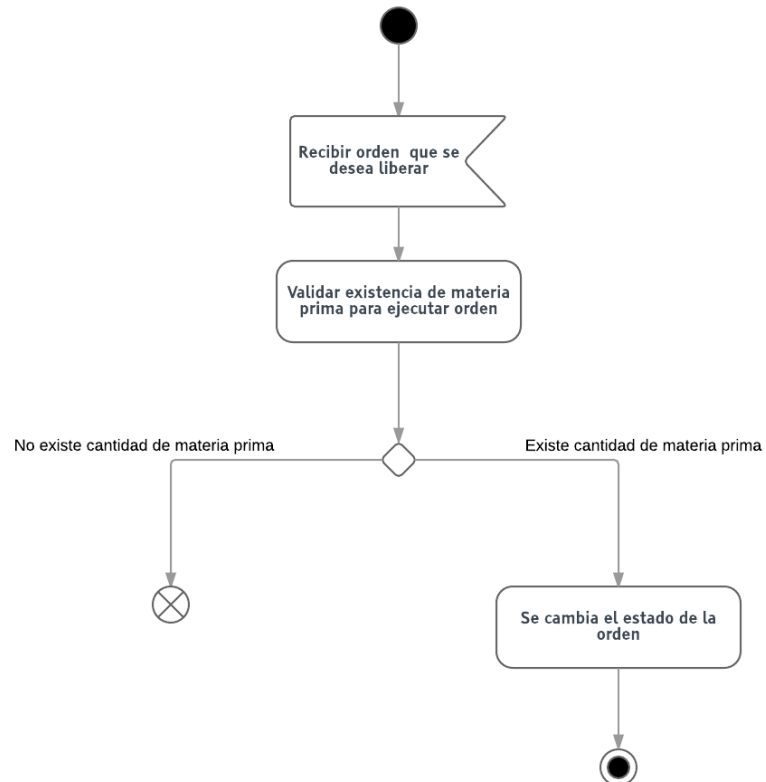 Recibir orden que se
desea liberar
Validar existencia de materia
prima para ejecutar orden
No existe cantidad de materia prima
Existe cantidad de materia prima
Se cambia el estado de la
orden